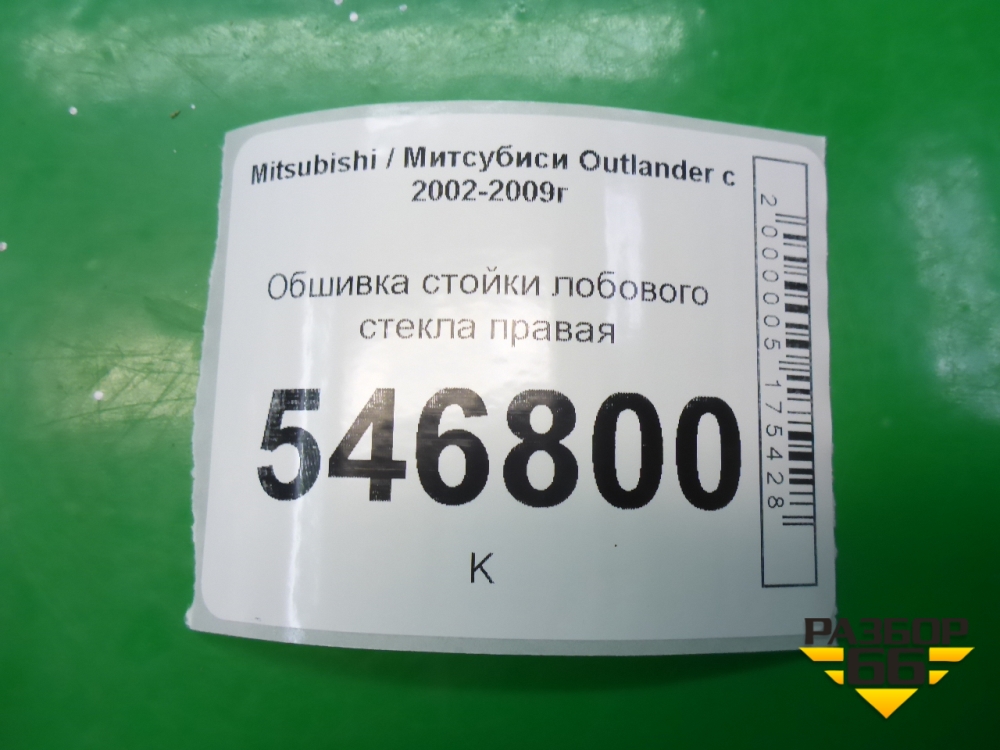 Mitsubishi / Митсубиси Outlander с
2002-2009г
Обшивка стойки лобового
стекла правая
546800
К
2000005175428
РАЗБОР
66